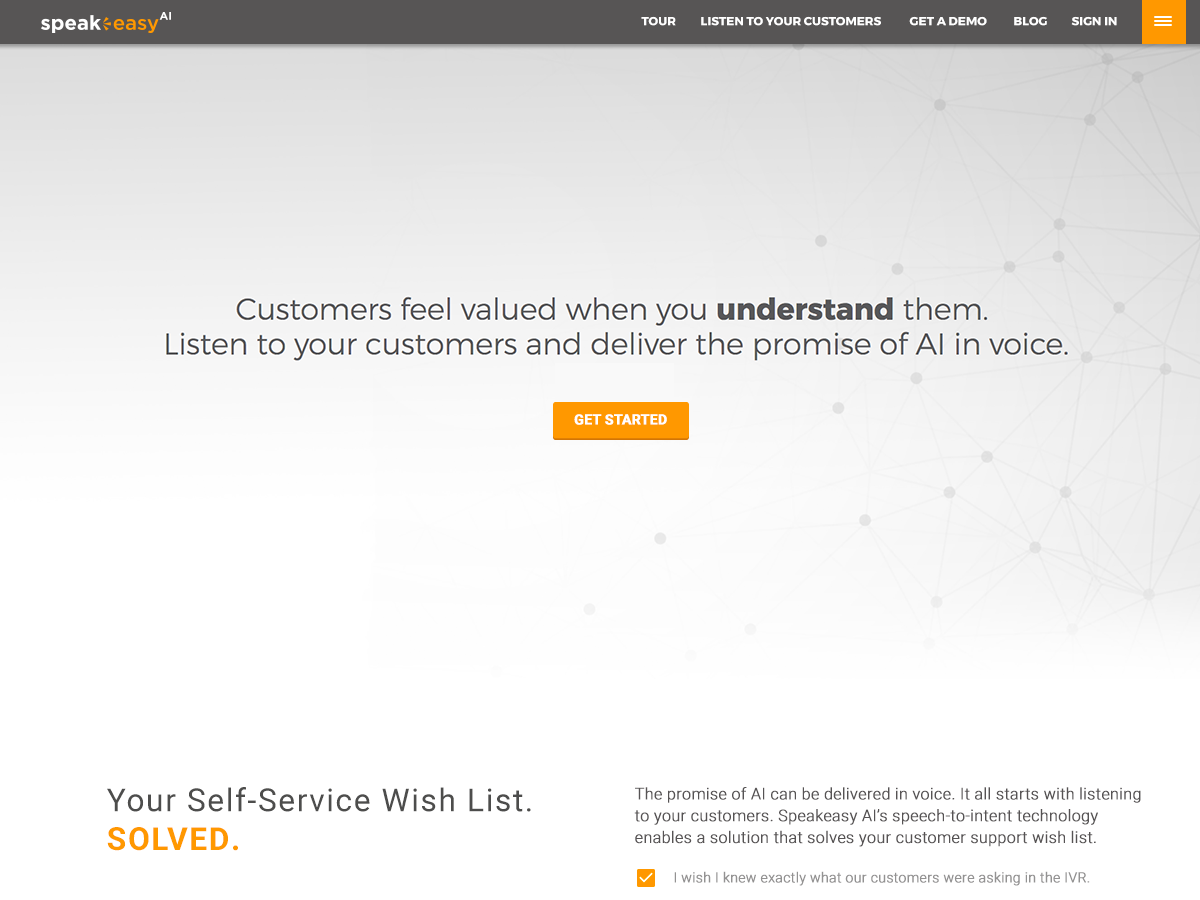 speakeasy AI
TOUR
LISTEN TO YOUR CUSTOMERS
GET A DEMO
BLOG
SIGN IN
Customers feel valued when you understand them.
Listen to your customers and deliver the promise of AI in voice.
GET STARTED
Your Self-Service Wish List.
SOLVED.
The promise of AI can be delivered in voice. It all starts with listening
to your customers. Speakeasy AI’s speech-to-intent technology
enables a solution that solves your customer support wish list.
I wish I knew exactly what our customers were asking in the IVR.